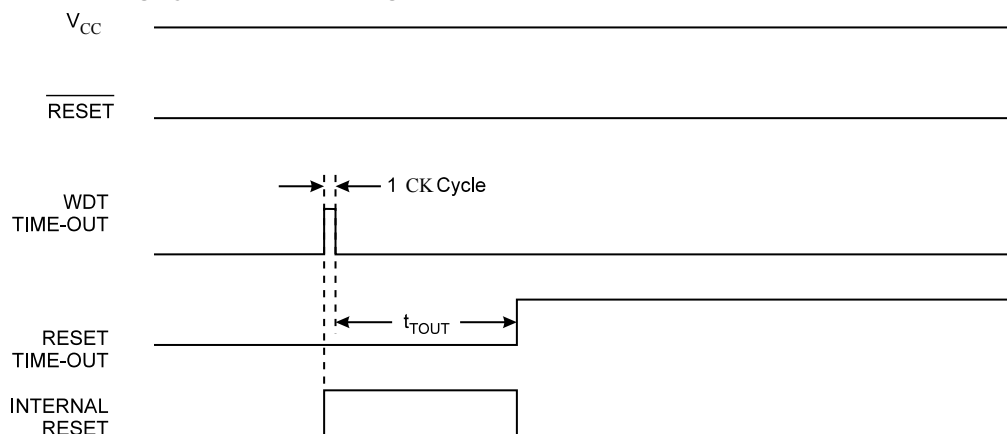 VCC
RESET
1 CK Cycle
WDT
TIME-OUT
tTOUT
RESET
TIME-OUT
INTERNAL
RESET